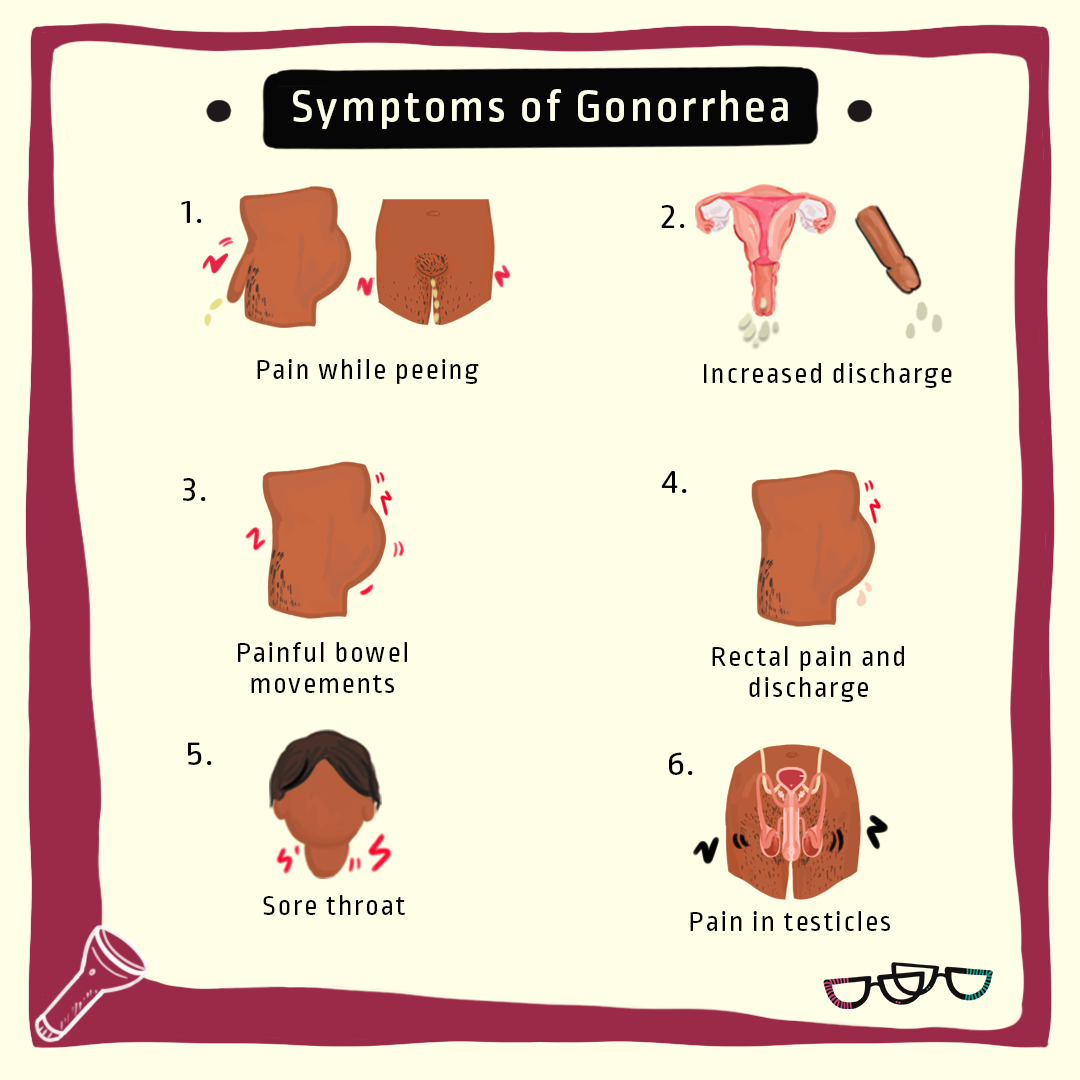 Symptoms of Gonorrhea
1.
Pain while peeing
2.
Increased discharge
3.
Painful bowel
movements
4.
Rectal pain and
discharge
5.
Sore throat
6.
Pain in testicles